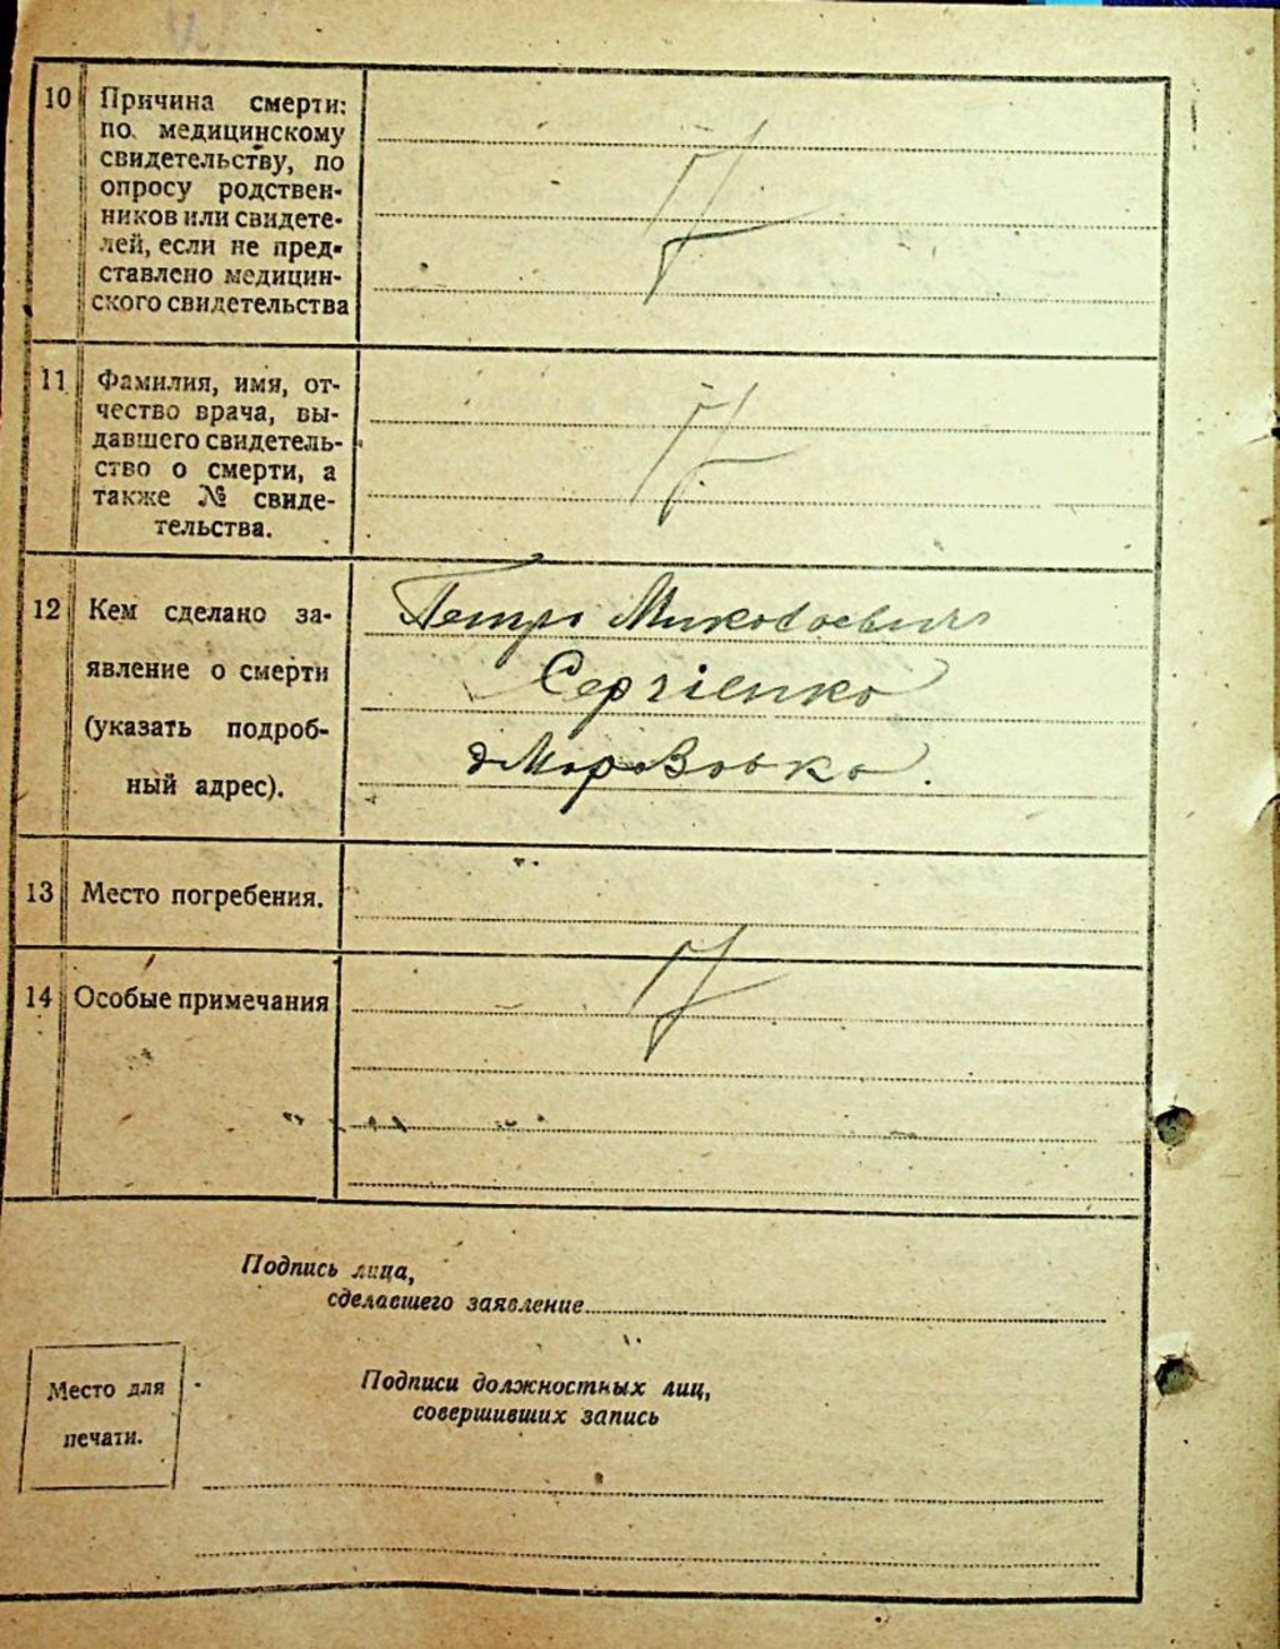 10 Причина смерти:
по медицинскому
свидетельству, по
опросу родствен-
ников или свидете-
лей, если не пред-
ставлено медицин-
ского свидетельства
11 Фамилия, имя, от-
чество врача, вы-
давшего свидетель-
ство о смерти, а
также № свиде-
тельства.
12 Кем сделано за-
явление о смерти
(указать подроб-
ный адрес).
Петро Миколаевич
Сергіенко
13 Место погребения.
14 Особые примечания
Подпись лица,
сделавшего заявление
Место для
печати.
Подписи должностных лиц,
совершивших запись